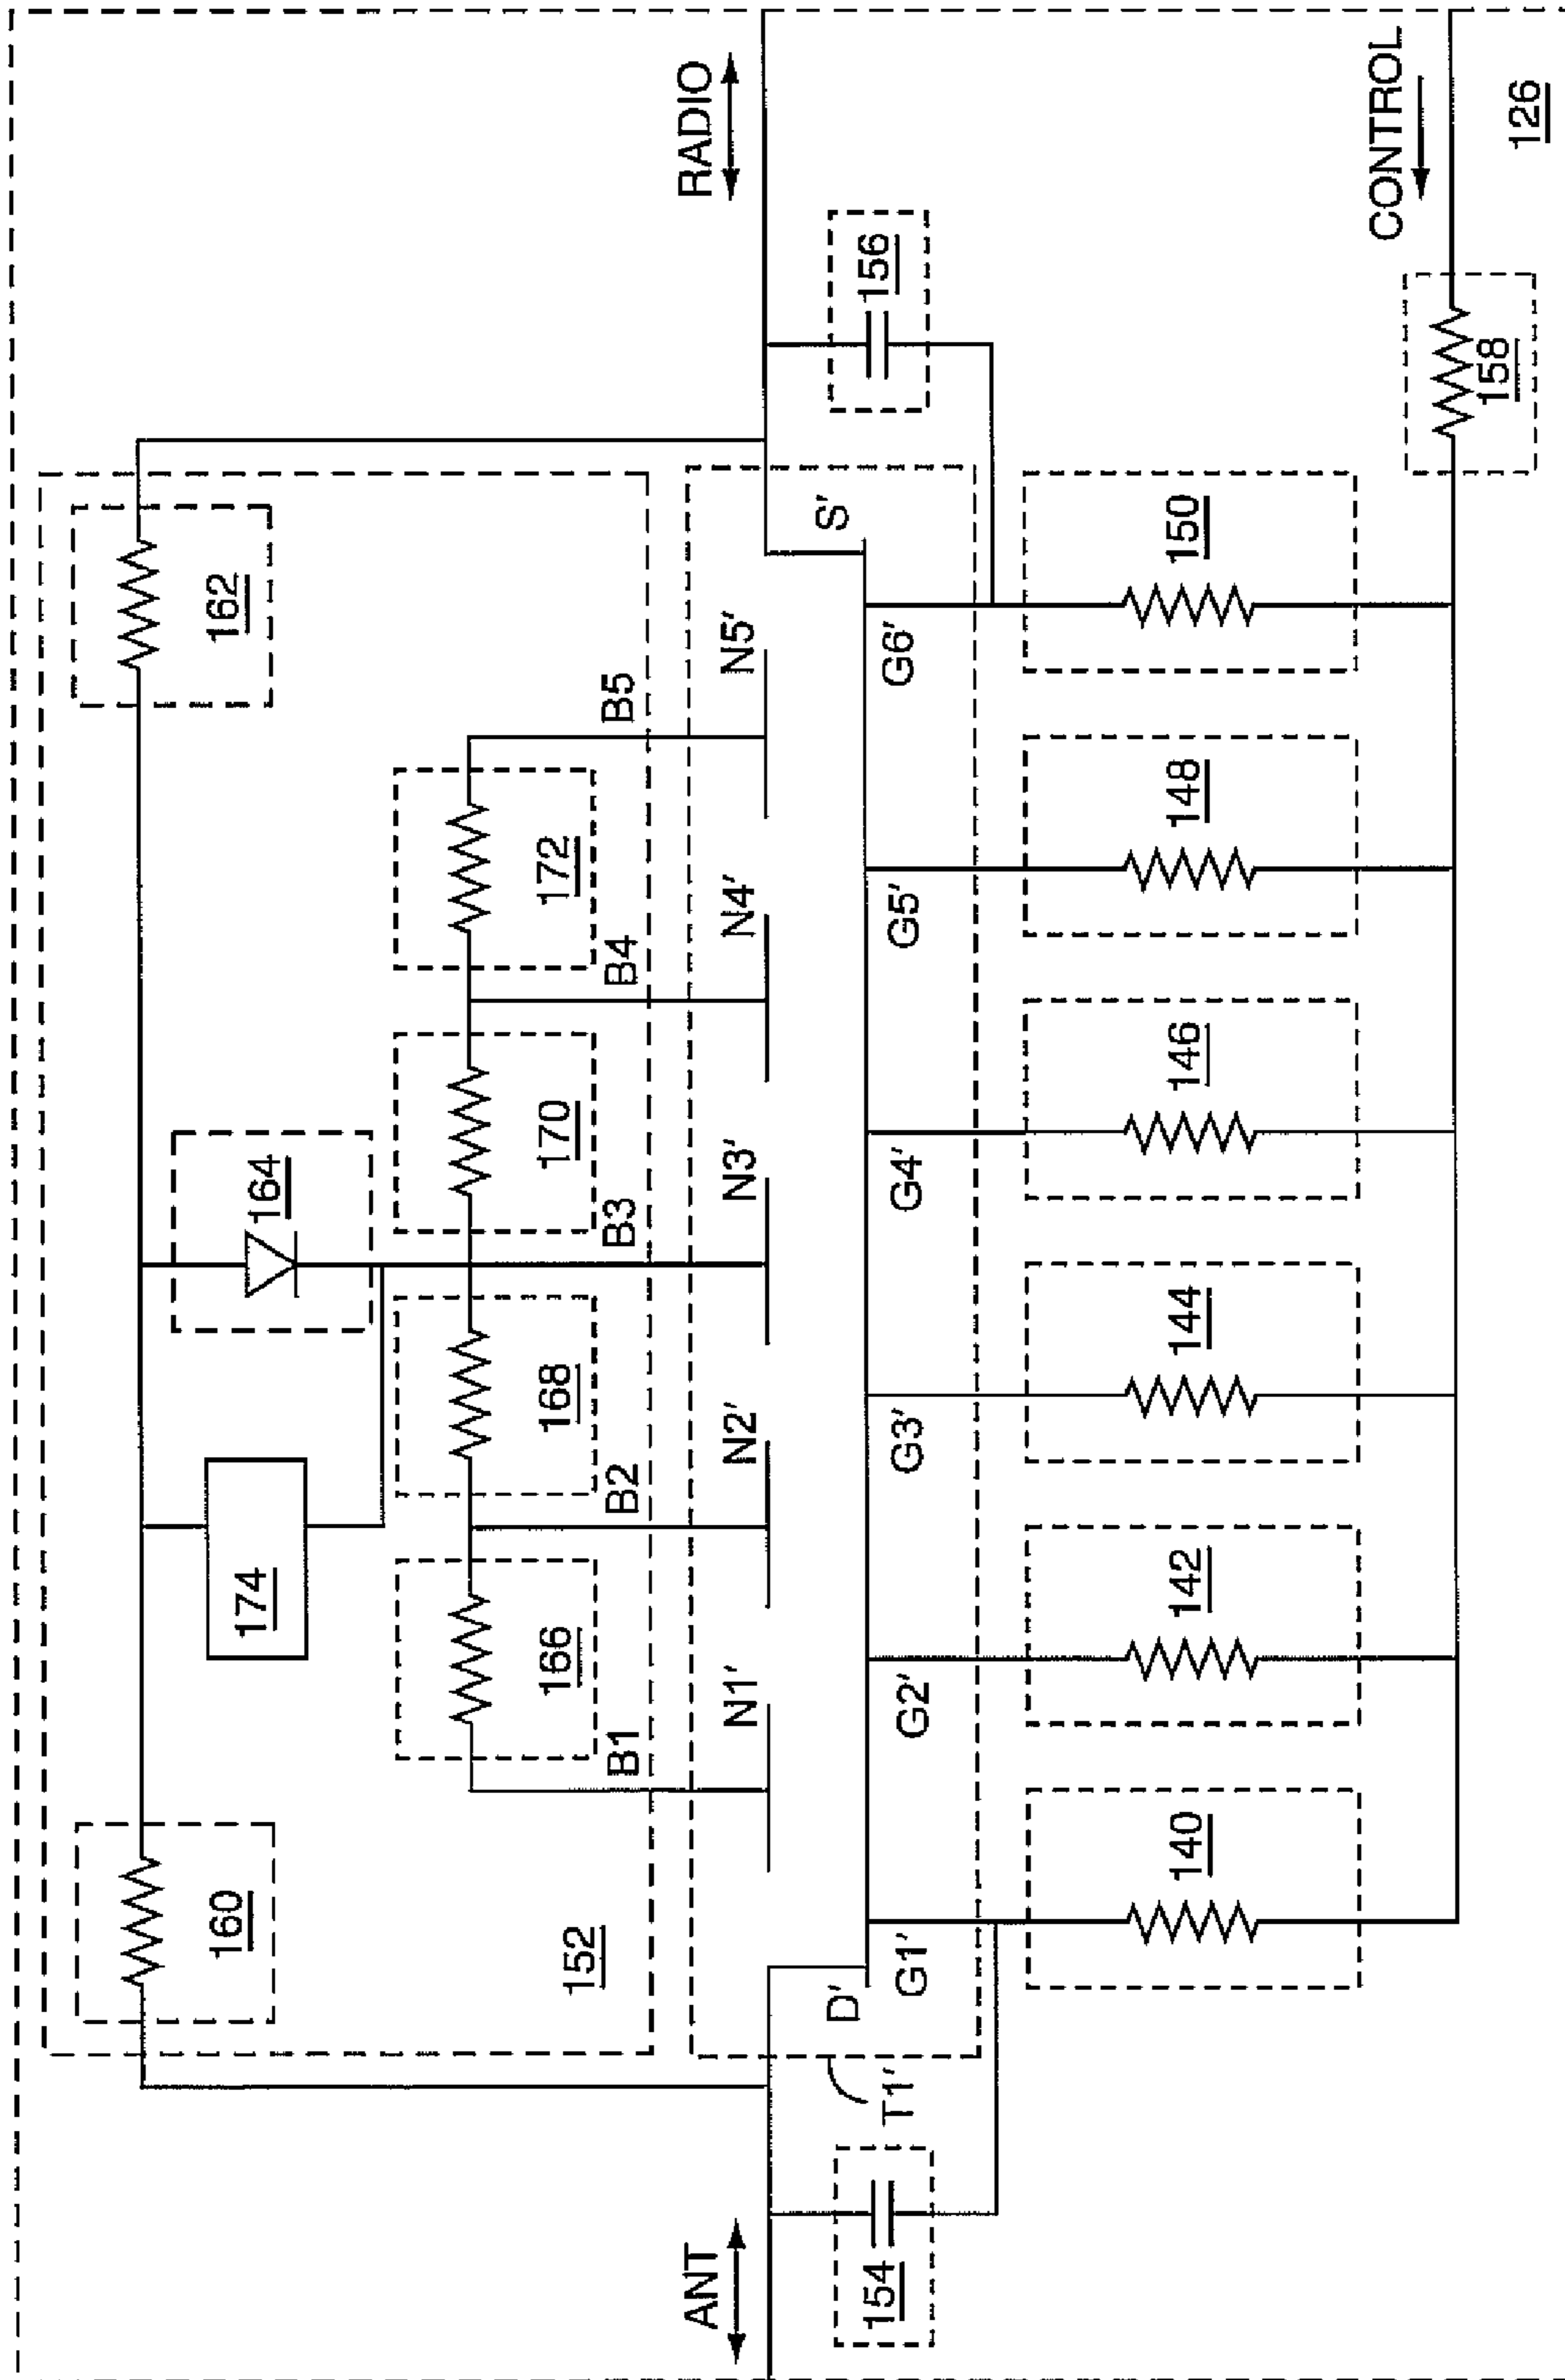 160
162
174
164
152
166
168
170
172
B1
B2
B3
B4
B5
ANT
RADIO
N1′
N2′
N3′
N4′
N5′
D′
S′
T1′
154
156
G1′
G2′
G3′
G4′
G5′
G6′
140
142
144
146
148
150
CONTROL
158
126